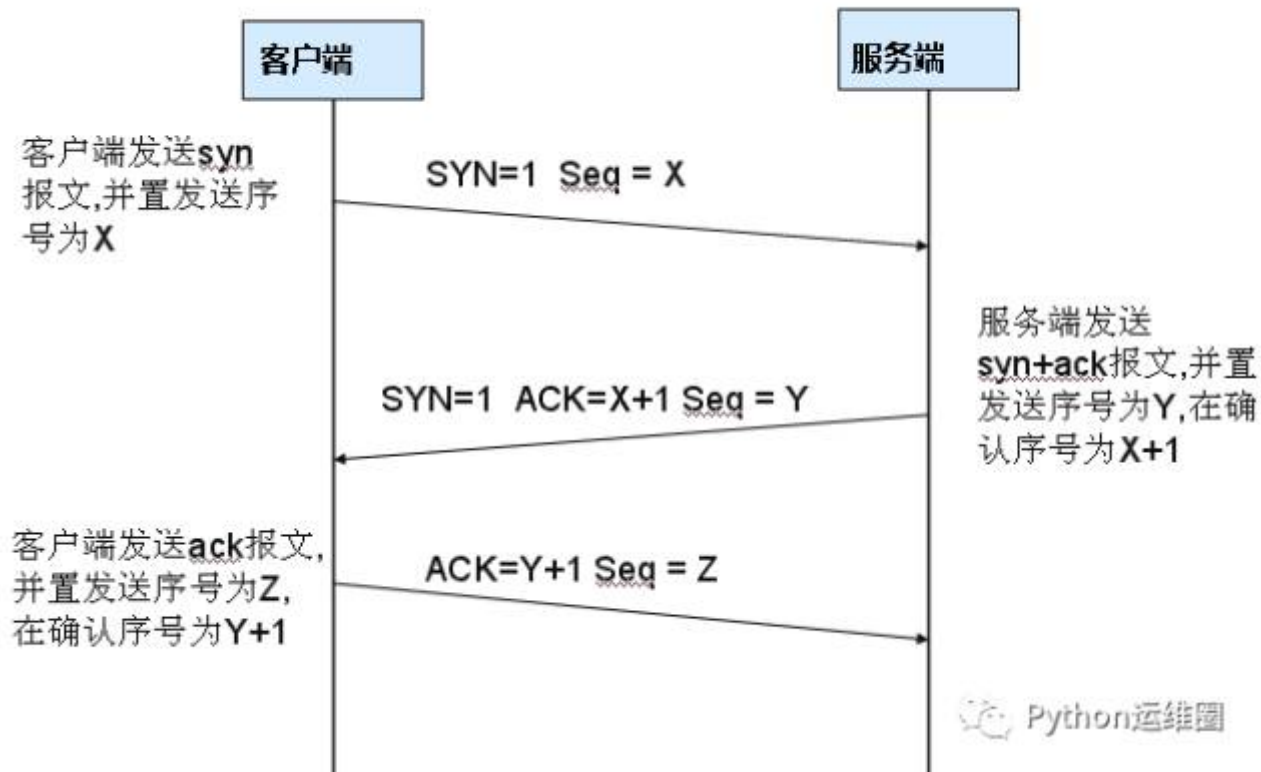 客户端
服务端
客户端发送syn
报文,并置发送序
号为X
SYN=1 Seq = X
服务端发送
syn+ack报文,并置
发送序号为Y,在确
认序号为X+1
SYN=1 ACK=X+1 Seq = Y
客户端发送ack报文,
并置发送序号为Z,
在确认序号为Y+1
ACK=Y+1 Seq = Z
Python运维圈